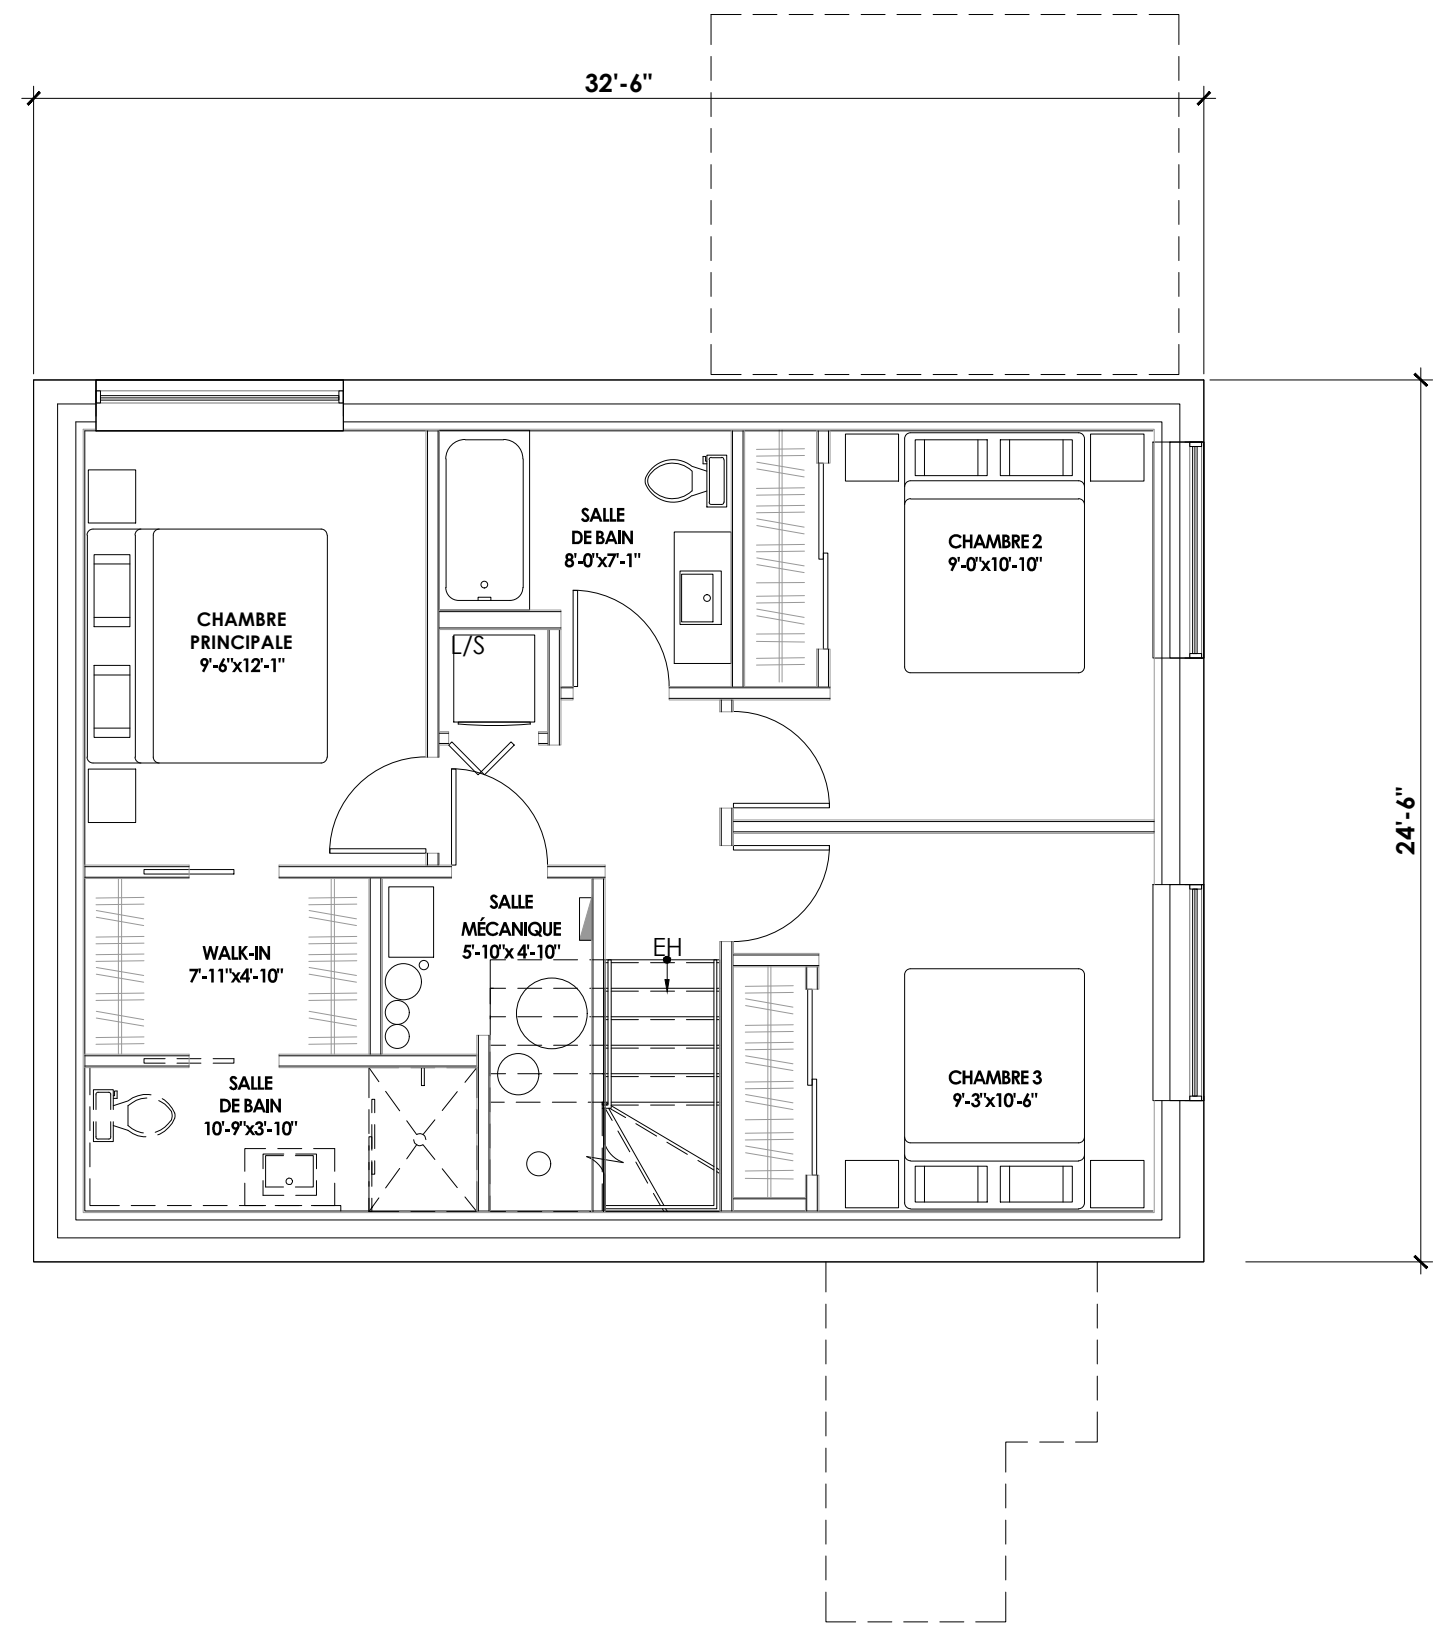 32'-6"
SALLE
DE BAIN
8'-0"x7'-1"
CHAMBRE 2
9'-0"x10'-10"
CHAMBRE
PRINCIPALE
9'-6"x12'-1"
L/S
24'-6"
SALLE
MÉCANIQUE
5'-10"x 4'-10"
WALK-IN
7'-11"x4'-10"
EH
SALLE
DE BAIN
10'-9"x3'-10"
CHAMBRE 3
9'-3"x10'-6"